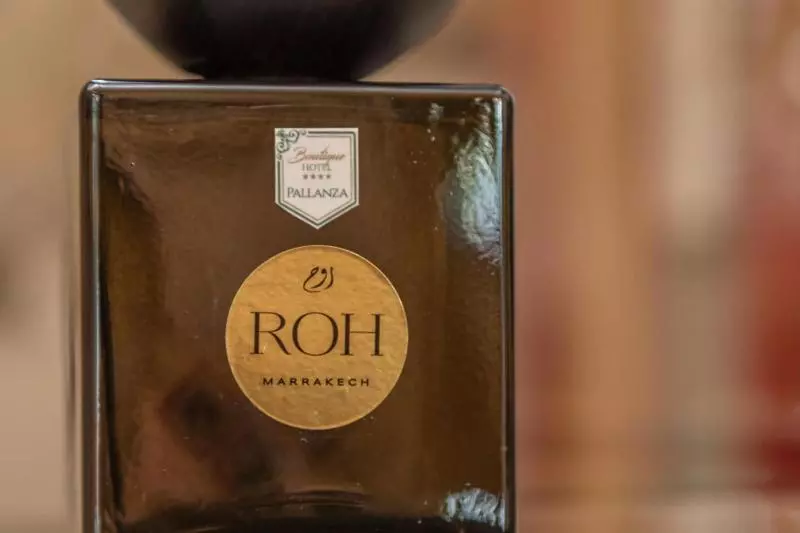 Boutique
HOTEL
★★★★
PALLANZA
روح
ROH
MARRAKECH